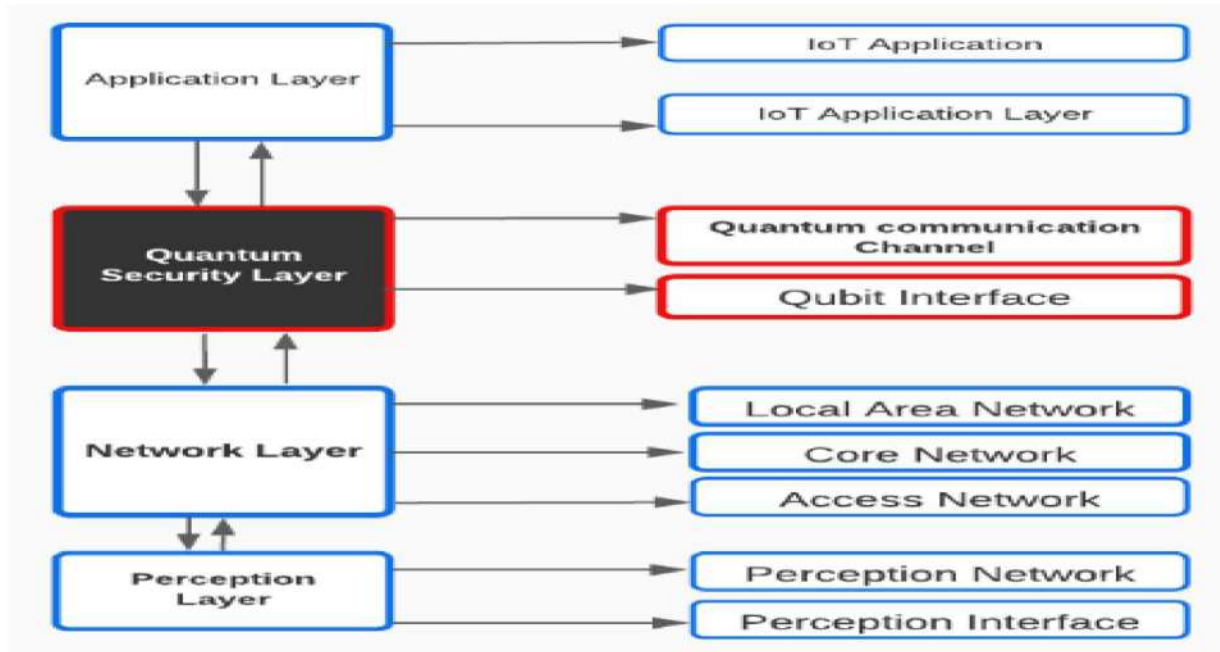 Application Layer
IoT Application
IoT Application Layer
Quantum
Security Layer
Quantum communication
Channel
Qubit Interface
Network Layer
Local Area Network
Core Network
Access Network
Perception
Layer
Perception Network
Perception Interface